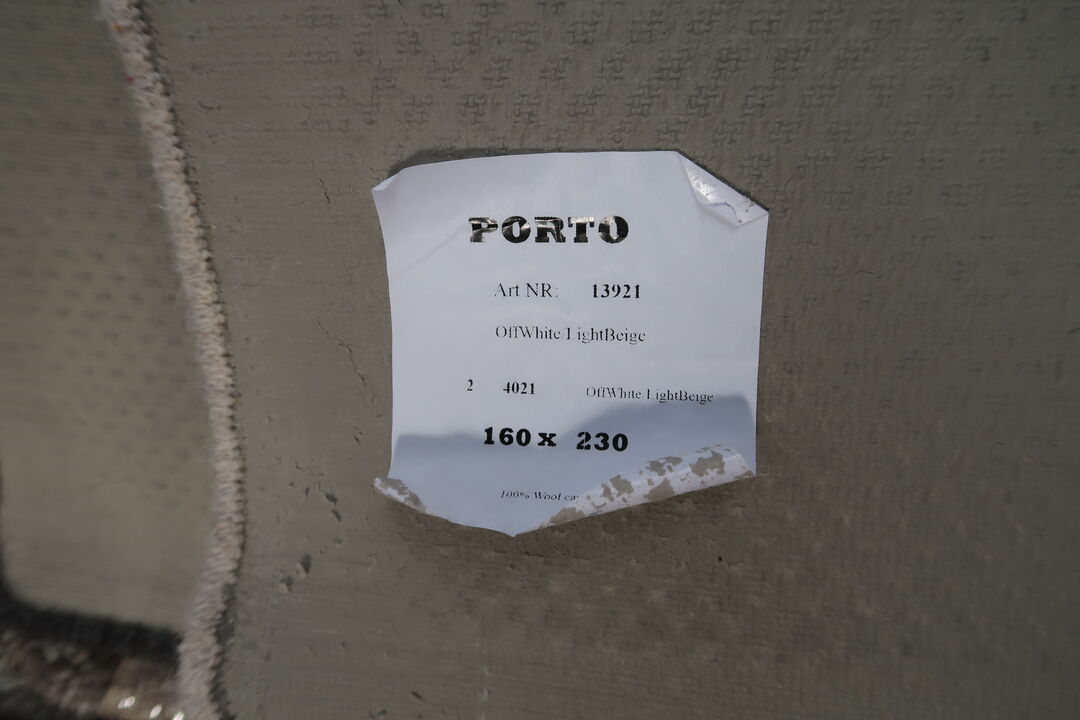 PORTO
Art NR: 13921
OffWhite/LightBeige
2 4021 OffWhite/LightBeige
160 x 230
100% Wool